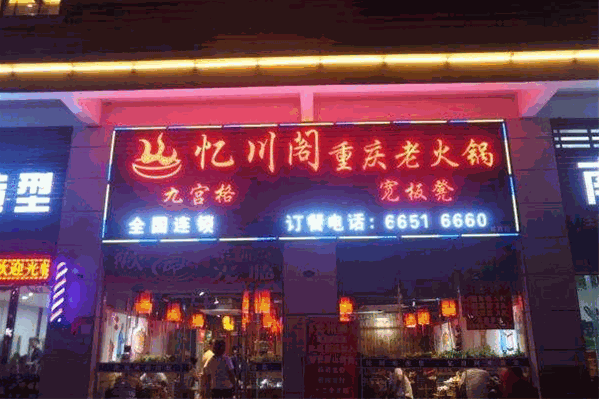 忆川阁重庆老火锅
九宫格 宽板凳
全国连锁 订餐电话：6651 6660
型
欢迎光临